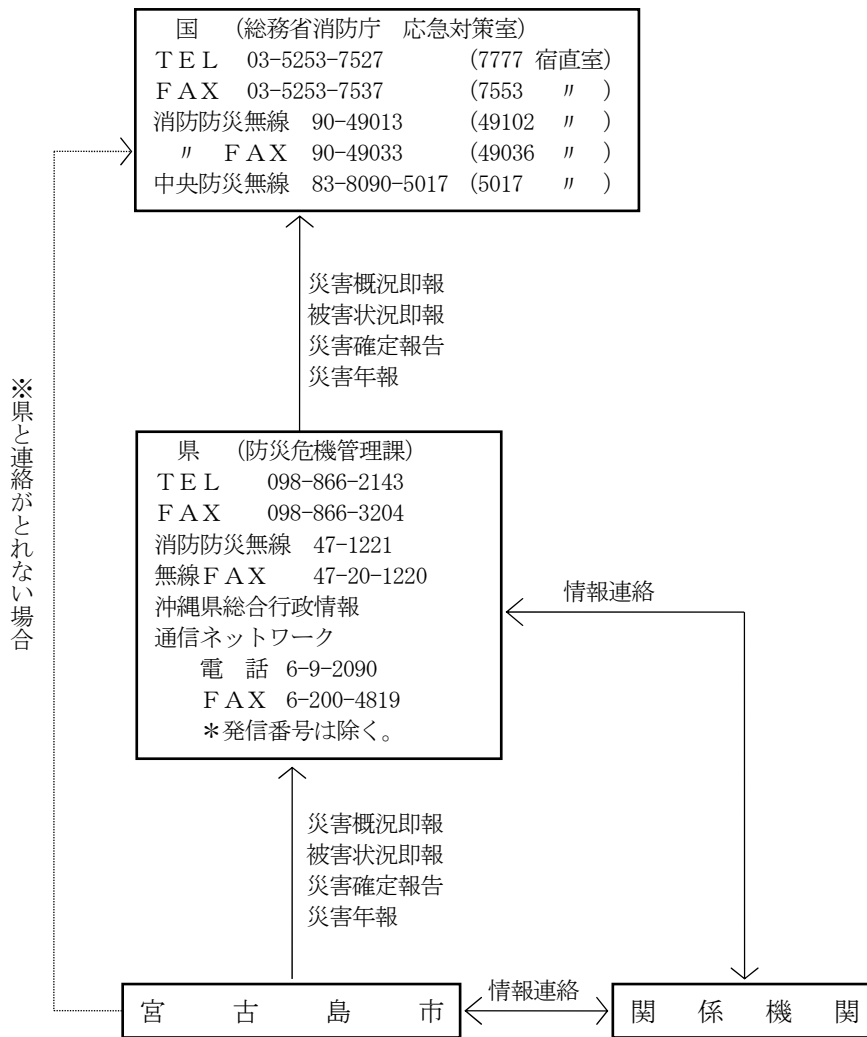 国　(総務省消防庁　応急対策室)
ＴＥＬ　03-5253-7527　(7777 宿直室)
ＦＡＸ　03-5253-7537　(7553　〃　)
消防防災無線　90-49013　(49102　〃　)
〃　ＦＡＸ　90-49033　(49036　〃　)
中央防災無線　83-8090-5017　(5017　〃　)
災害概況即報
被害状況即報
災害確定報告
災害年報
※県と連絡がとれない場合
県　(防災危機管理課)
ＴＥＬ　098-866-2143
ＦＡＸ　098-866-3204
消防防災無線　47-1221
無線ＦＡＸ　47-20-1220
沖縄県総合行政情報
通信ネットワーク
電　話　6-9-2090
ＦＡＸ　6-200-4819
＊発信番号は除く。
情報連絡
災害概況即報
被害状況即報
災害確定報告
災害年報
宮　古　島　市
情報連絡
関　係　機　関